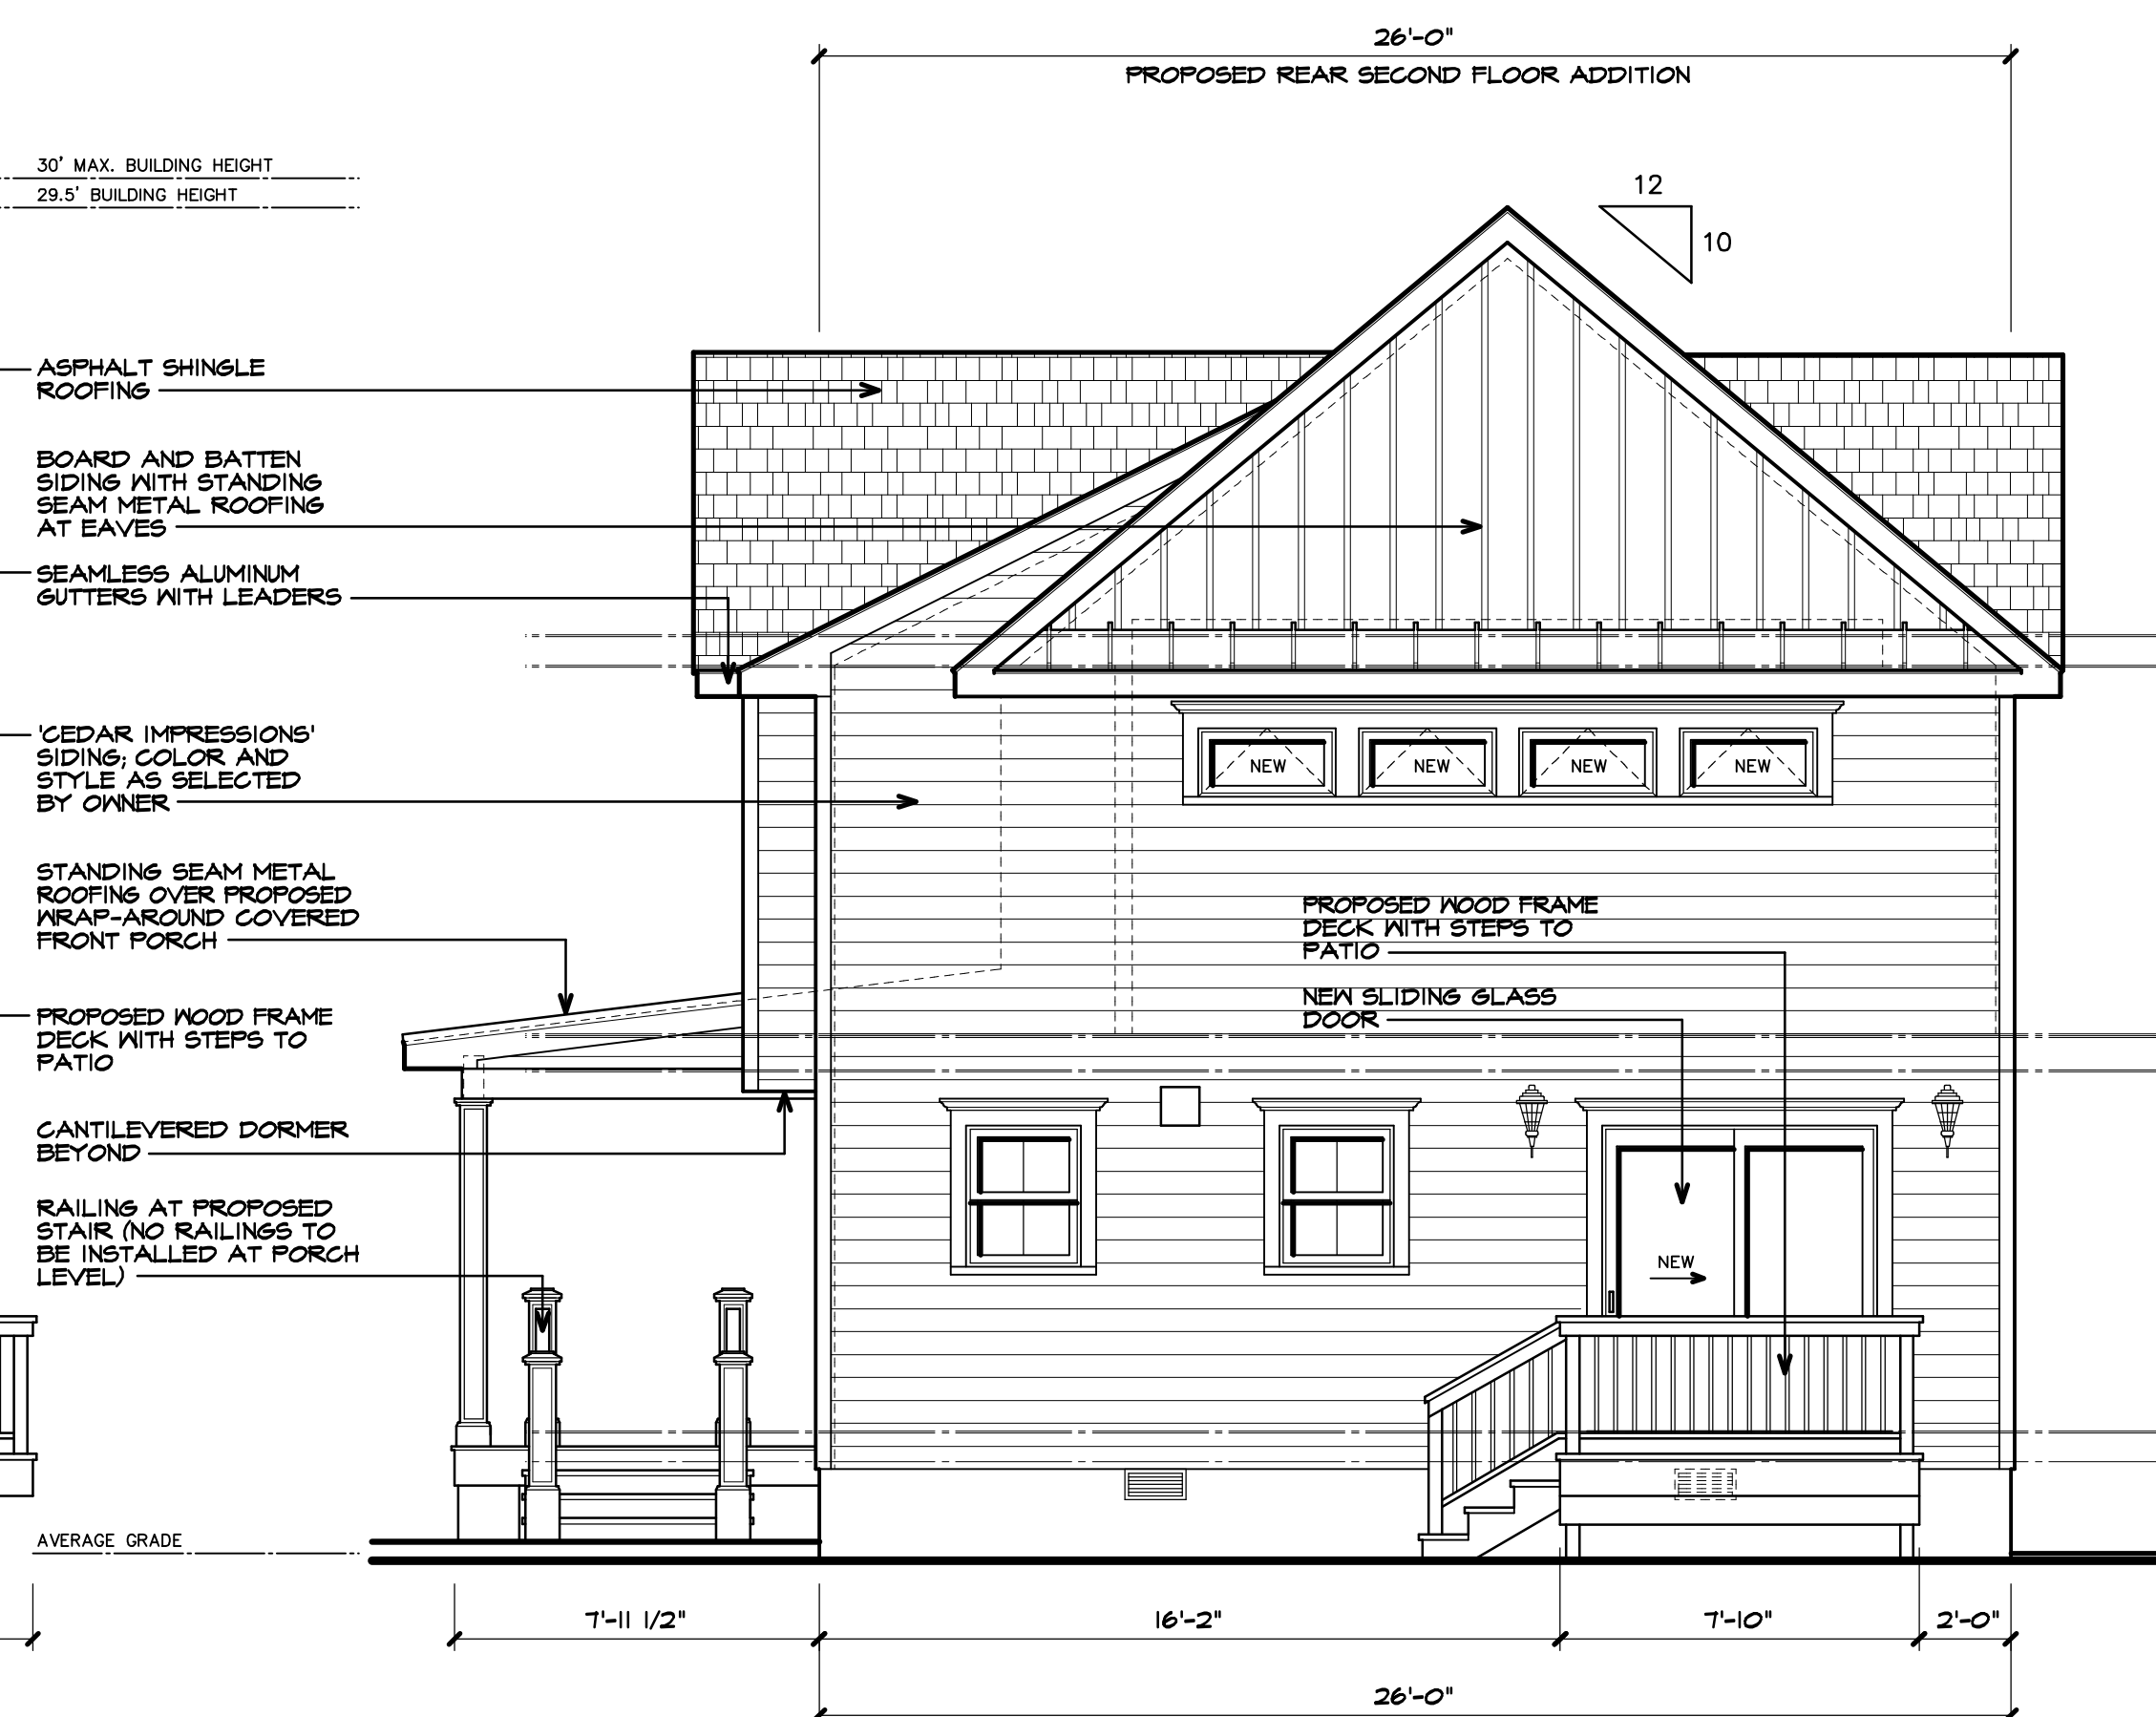 26'-0"
PROPOSED REAR SECOND FLOOR ADDITION
30' MAX. BUILDING HEIGHT
29.5' BUILDING HEIGHT
12
10
ASPHALT SHINGLE
ROOFING
BOARD AND BATTEN
SIDING WITH STANDING
SEAM METAL ROOFING
AT EAVES
SEAMLESS ALUMINUM
GUTTERS WITH LEADERS
'CEDAR IMPRESSIONS'
SIDING; COLOR AND
STYLE AS SELECTED
BY OWNER
NEW NEW NEW NEW
STANDING SEAM METAL
ROOFING OVER PROPOSED
WRAP-AROUND COVERED
FRONT PORCH
PROPOSED WOOD FRAME
DECK WITH STEPS TO
PATIO
NEW SLIDING GLASS
DOOR
PROPOSED WOOD FRAME
DECK WITH STEPS TO
PATIO
CANTILEVERED DORMER
BEYOND
RAILING AT PROPOSED
STAIR (NO RAILINGS TO
BE INSTALLED AT PORCH
LEVEL)
NEW
AVERAGE GRADE
7'-11 1/2"
16'-2"
7'-10"
2'-0"
26'-0"